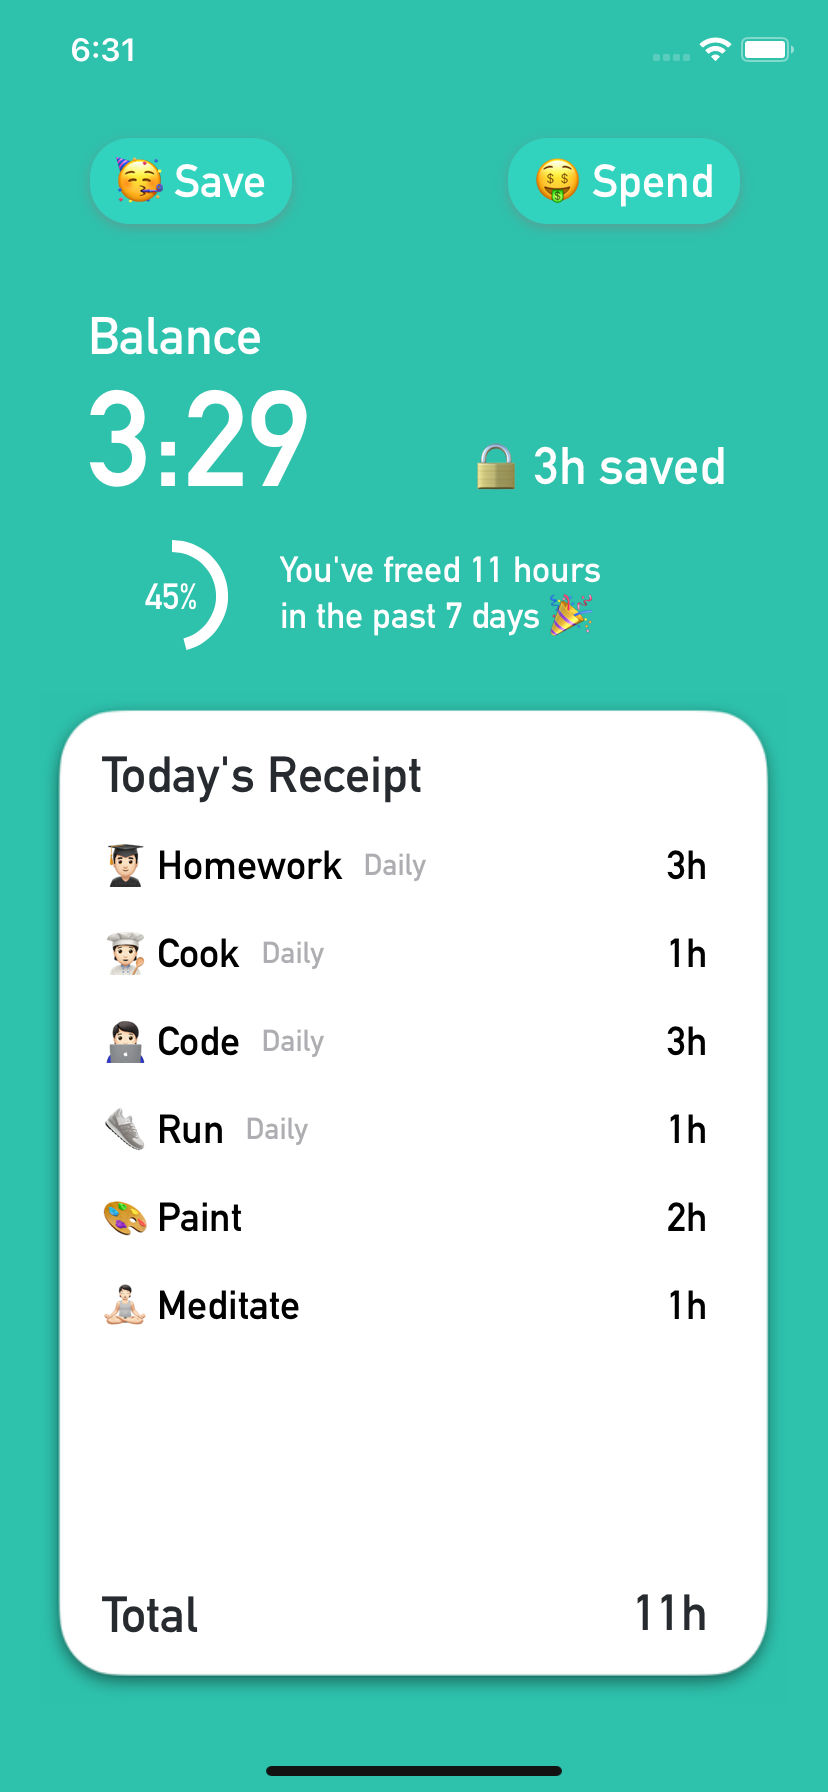 6:31
Save
Spend
Balance
3:29
3h saved
45%
You've freed 11 hours
in the past 7 days
Today's Receipt
Homework Daily 3h
Cook Daily 1h
Code Daily 3h
Run Daily 1h
Paint 2h
Meditate 1h
Total 11h